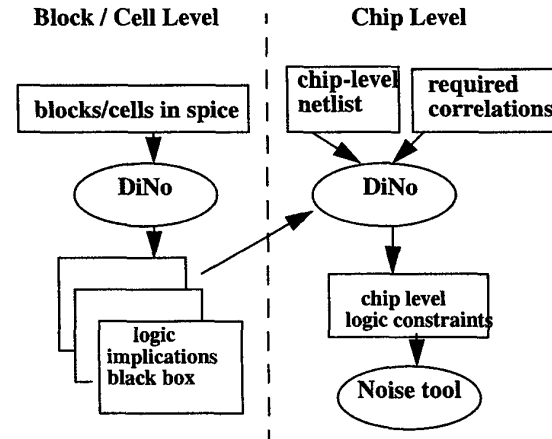 Block / Cell Level
blocks/cells in spice
DiNo
logic
implications
black box
Chip Level
chip-level
netlist
required
correlations
DiNo
chip level
logic constraints
Noise tool